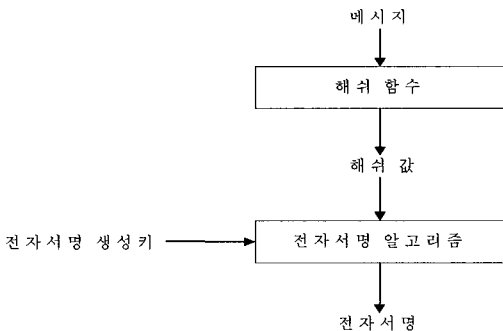 메시지
해쉬 함수
해쉬 값
전자서명 생성키
전자서명 알고리즘
전자서명